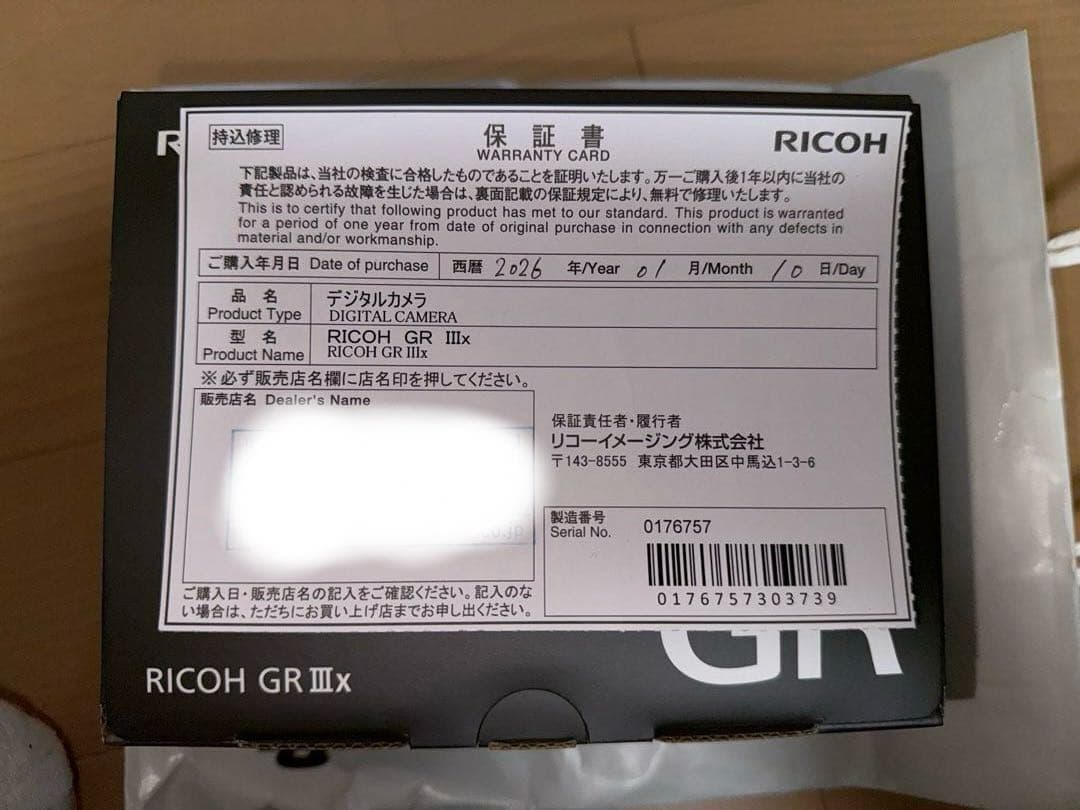 持込修理
保証書
WARRANTY CARD
RICOH
下記製品は、当社の検査に合格したものであることを証明いたします。万一ご購入後1年以内に当社の
責任と認められる故障を生じた場合は、裏面記載の保証規定により、無料で修理いたします。
This is to certify that following product has met to our standard. This product is warranted
for a period of one year from date of original purchase in connection with any defects in
material and/or workmanship.
ご購入年月日 Date of purchase 西暦 2026 年/Year 01 月/Month 10 日/Day
品名 デジタルカメラ
Product Type DIGITAL CAMERA
型名 RICOH GR IIIx
Product Name RICOH GR IIIx
※必ず販売店名欄に店名印を押してください。
販売店名 Dealer's Name
保証責任者・履行者
リコーイメージング株式会社
〒143-8555 東京都大田区中馬込1-3-6
製造番号
Serial No. 0176757
0176757303739
ご購入日・販売店名の記入をご確認ください。記入のな
い場合は、ただちにお買い上げ店までお申し出ください。
GR
RICOH GR IIIx